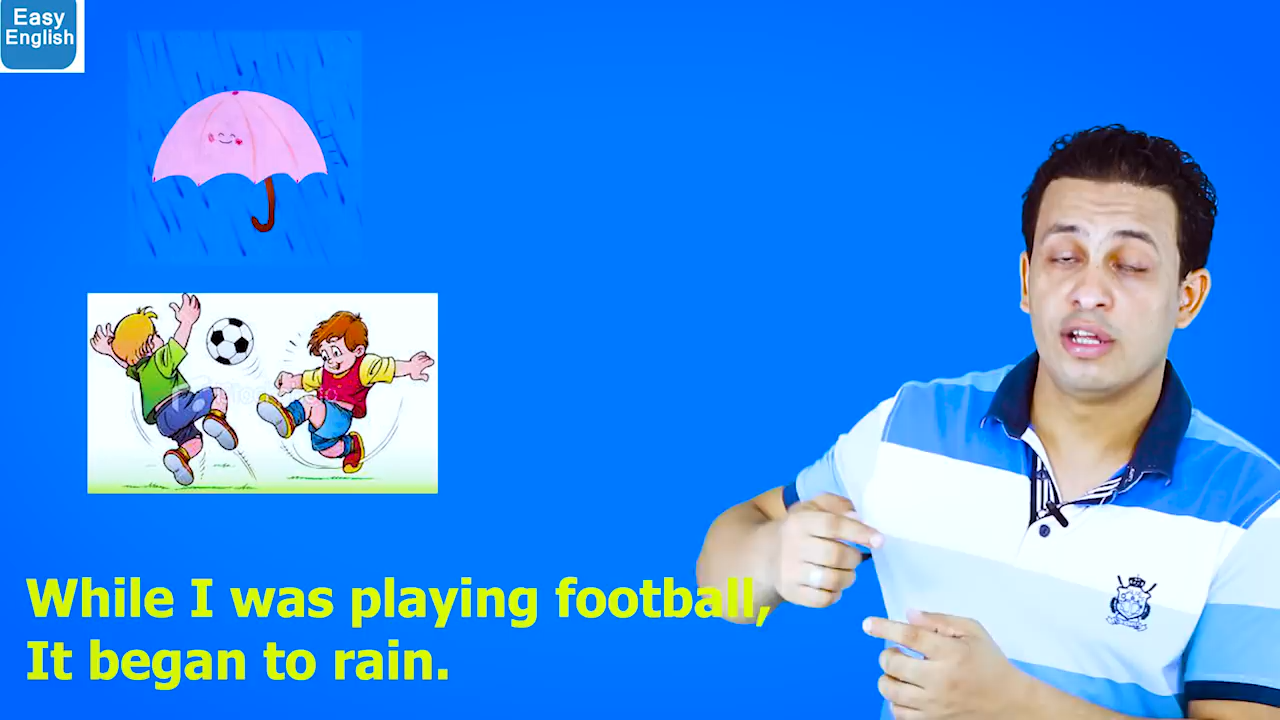 Easy
English
While I was playing football,
It began to rain.